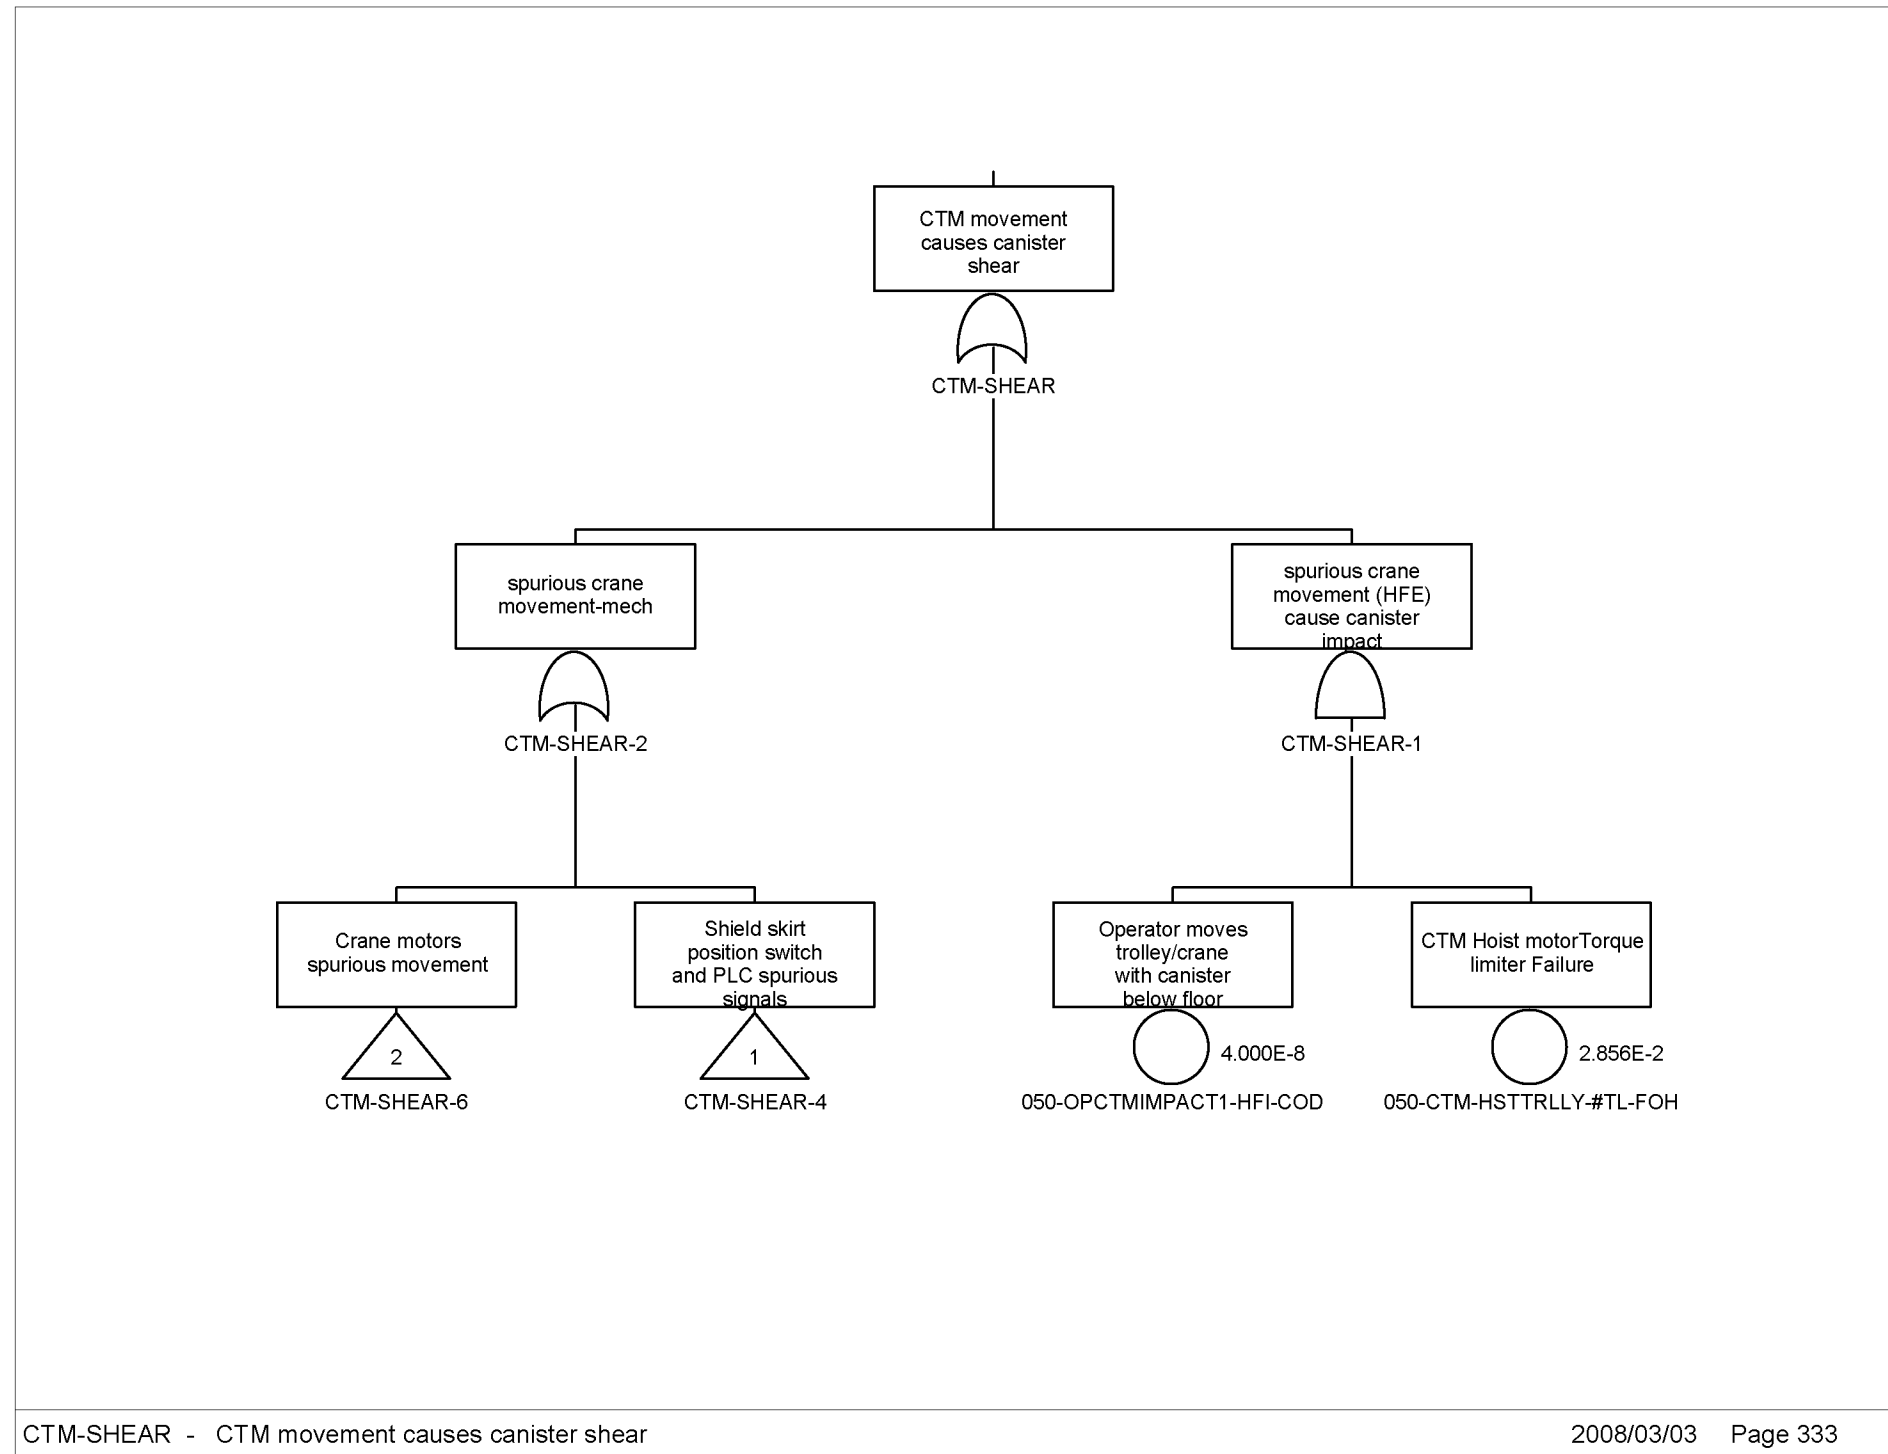 CTM movement
causes canister
shear
CTM-SHEAR
spurious crane
movement-mech
CTM-SHEAR-2
spurious crane
movement (HFE)
cause canister
impact
CTM-SHEAR-1
Crane motors
spurious movement
2
CTM-SHEAR-6
Shield skirt
position switch
and PLC spurious
signals
1
CTM-SHEAR-4
Operator moves
trolley/crane
with canister
below floor
4.000E-8
050-OPCTMIMPACT1-HFI-COD
CTM Hoist motorTorque
limiter Failure
2.856E-2
050-CTM-HSTTRLLY-#TL-FOH
CTM-SHEAR - CTM movement causes canister shear
2008/03/03 Page 333